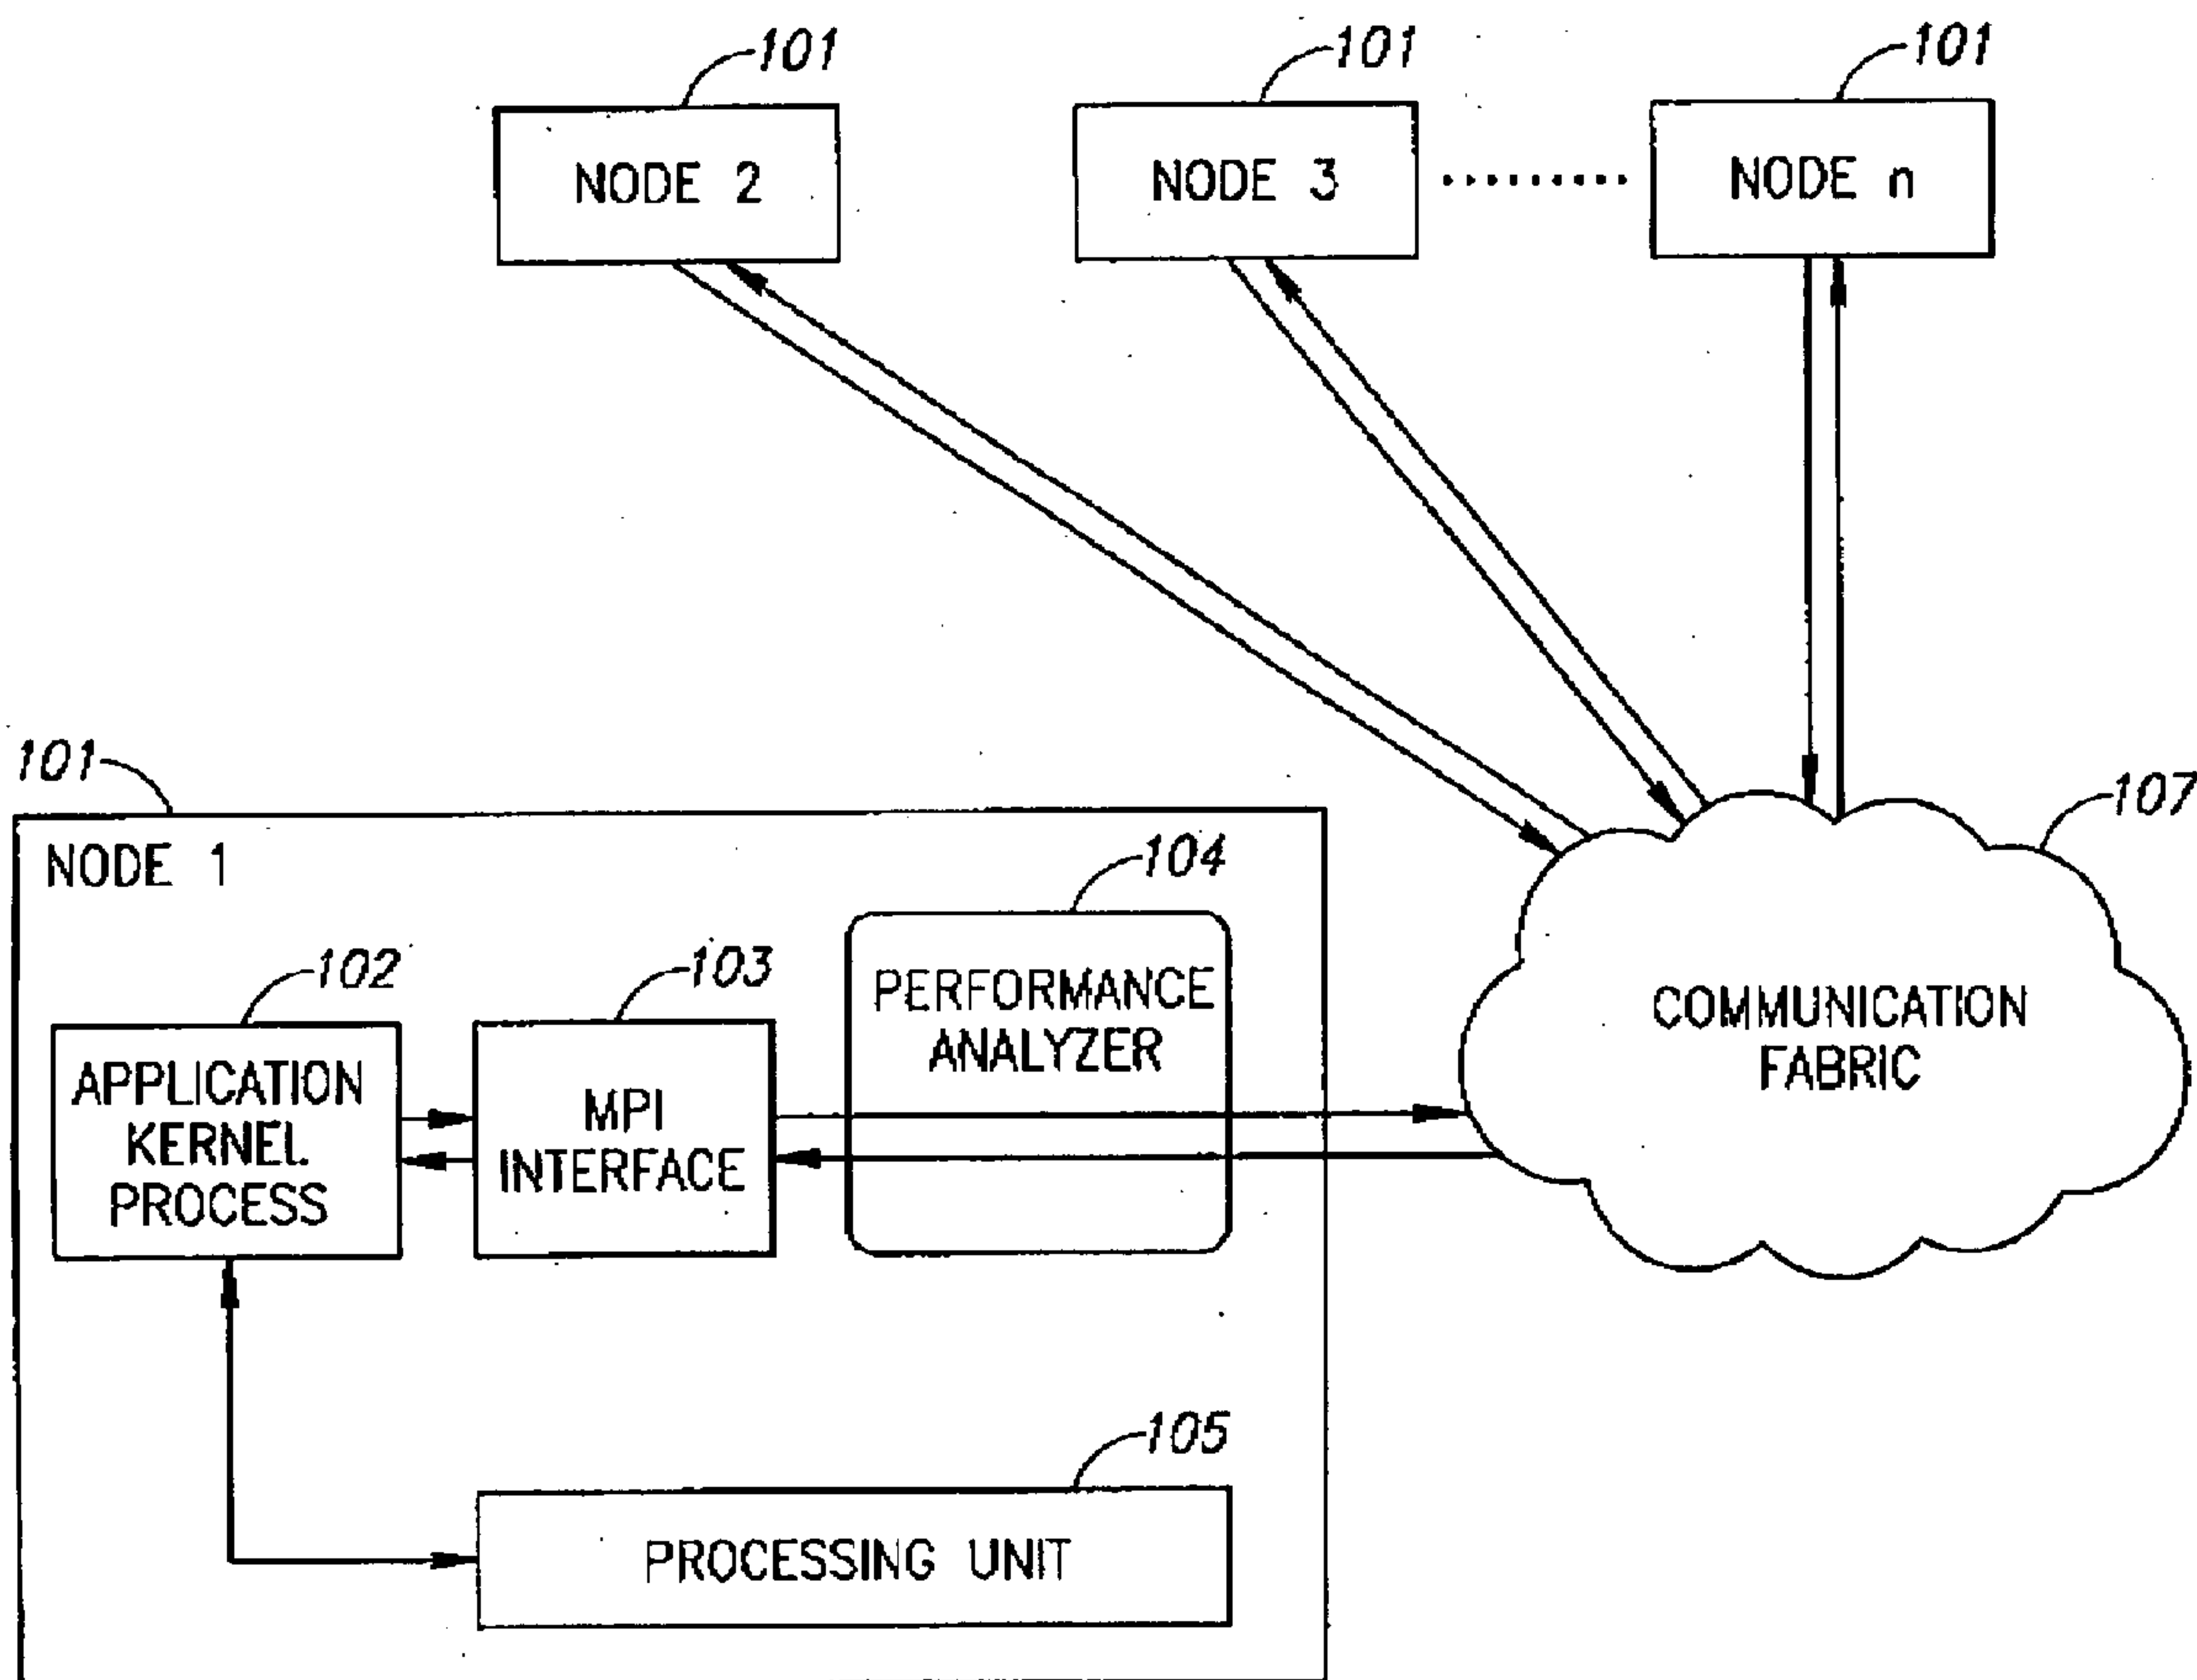 101
101
101
NODE 2
NODE 3
NODE n
101
107
NODE 1
104
102
103
PERFORMANCE
ANALYZER
COMMUNICATION
FABRIC
APPLICATION
KERNEL
PROCESS
MPI
INTERFACE
105
PROCESSING UNIT